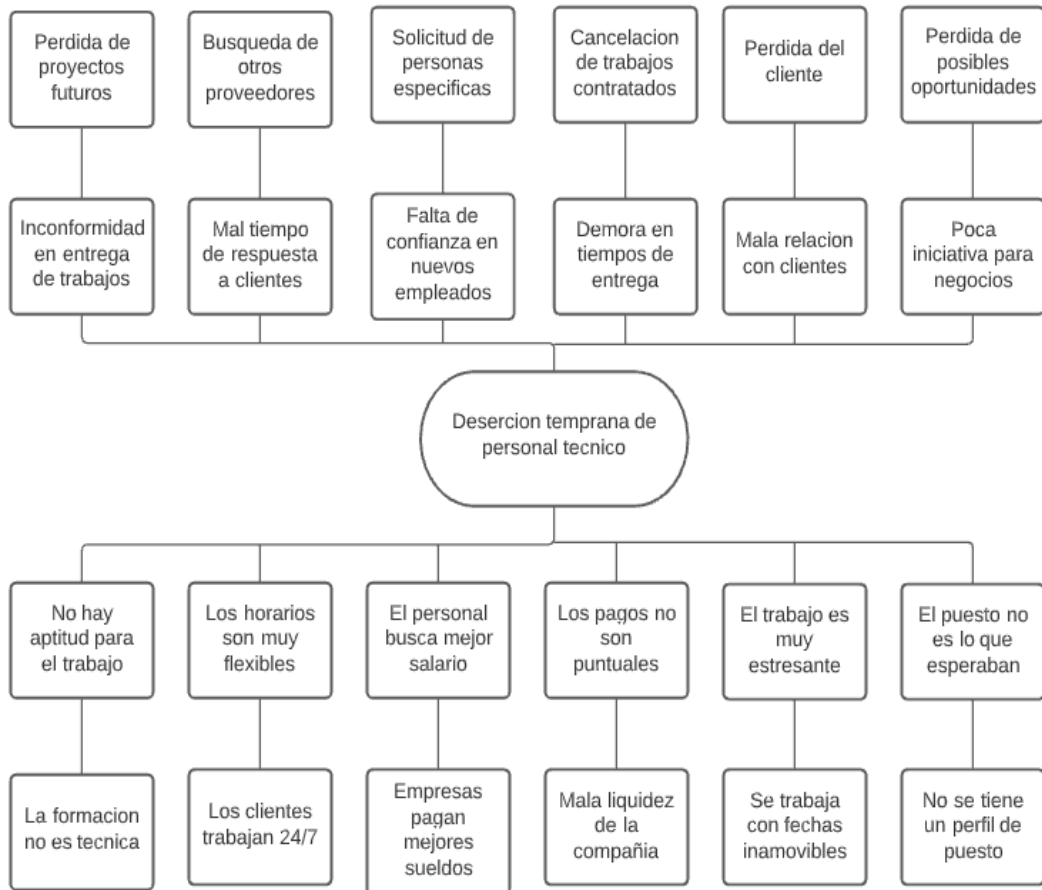 Perdida de
proyectos
futuros
Busqueda de
otros
proveedores
Solicitud de
personas
especificas
Cancelacion
de trabajos
contratados
Perdida del
cliente
Perdida de
posibles
oportunidades
Inconformidad
en entrega
de trabajos
Mal tiempo
de respuesta
a clientes
Falta de
confianza en
nuevos
empleados
Demora en
tiempos de
entrega
Mala relacion
con clientes
Poca
iniciativa para
negocios
Desercion temprana de
personal tecnico
No hay
aptitud para
el trabajo
Los horarios
son muy
flexibles
El personal
busca mejor
salario
Los pagos no
son
puntuales
El trabajo es
muy
estresante
El puesto no
es lo que
esperaban
La formacion
no es tecnica
Los clientes
trabajan 24/7
Empresas
pagan
mejores
sueldos
Mala liquidez
de la
compañia
Se trabaja
con fechas
inamovibles
No se tiene
un perfil de
puesto